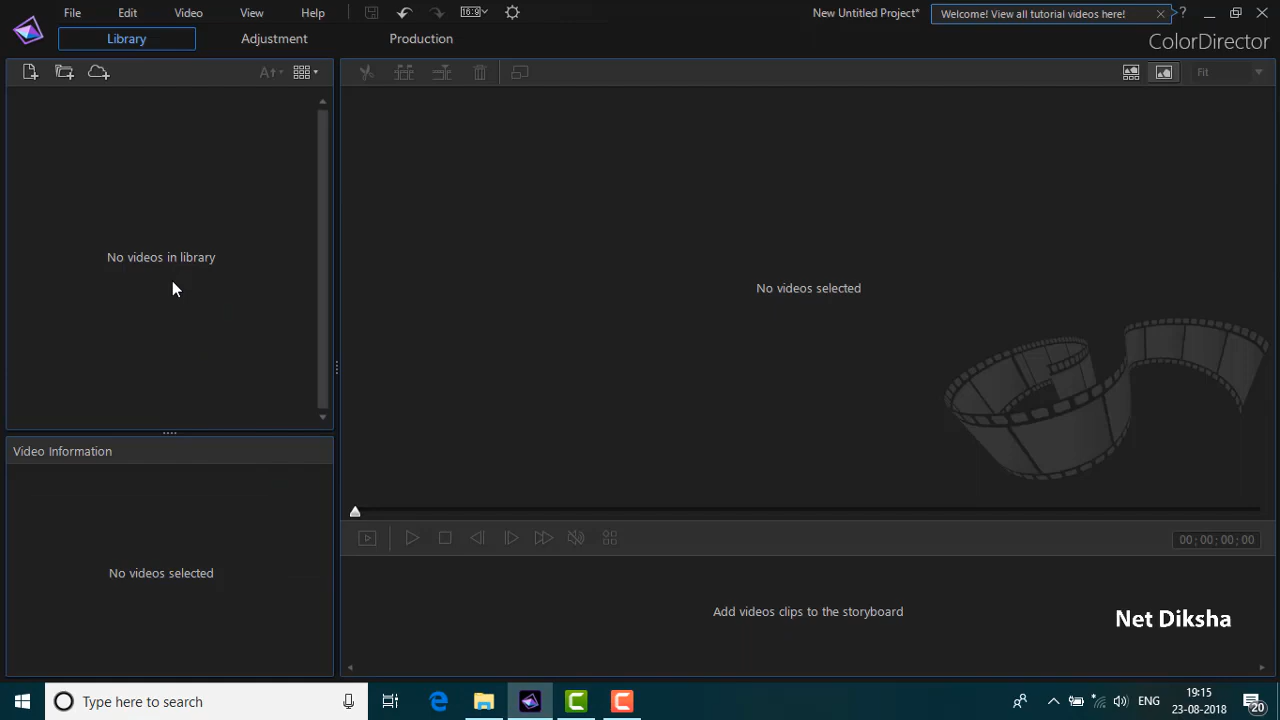 File Edit Video View Help
16:9
New Untitled Project*
Welcome! View all tutorial videos here!
?
Library Adjustment Production
ColorDirector
A
Fit
No videos in library
No videos selected
Video Information
No videos selected
00;00;00;00
Add videos clips to the storyboard
Net Diksha
Type here to search
ENG
19:15
23-08-2018
20